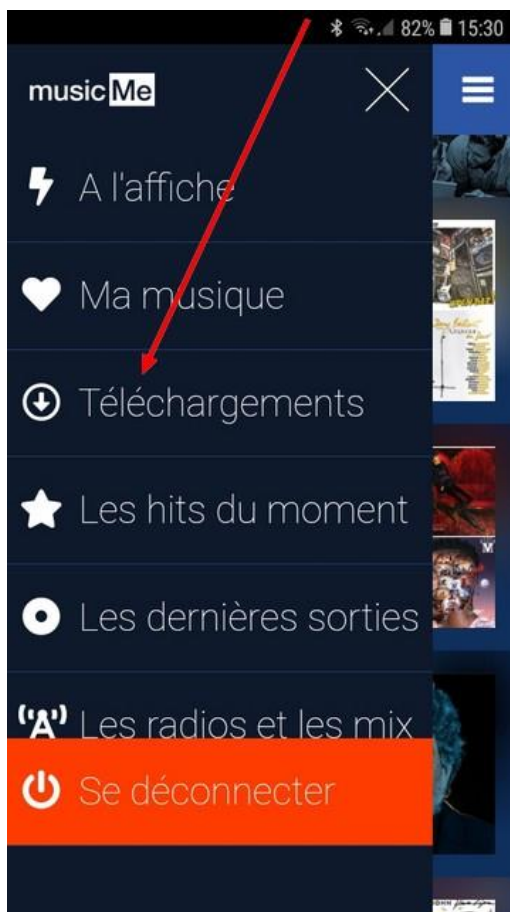 82% 15:30
musicMe
A l'affiche
Ma musique
Téléchargements
Les hits du moment
Les dernières sorties
Les radios et les mix
Se déconnecter